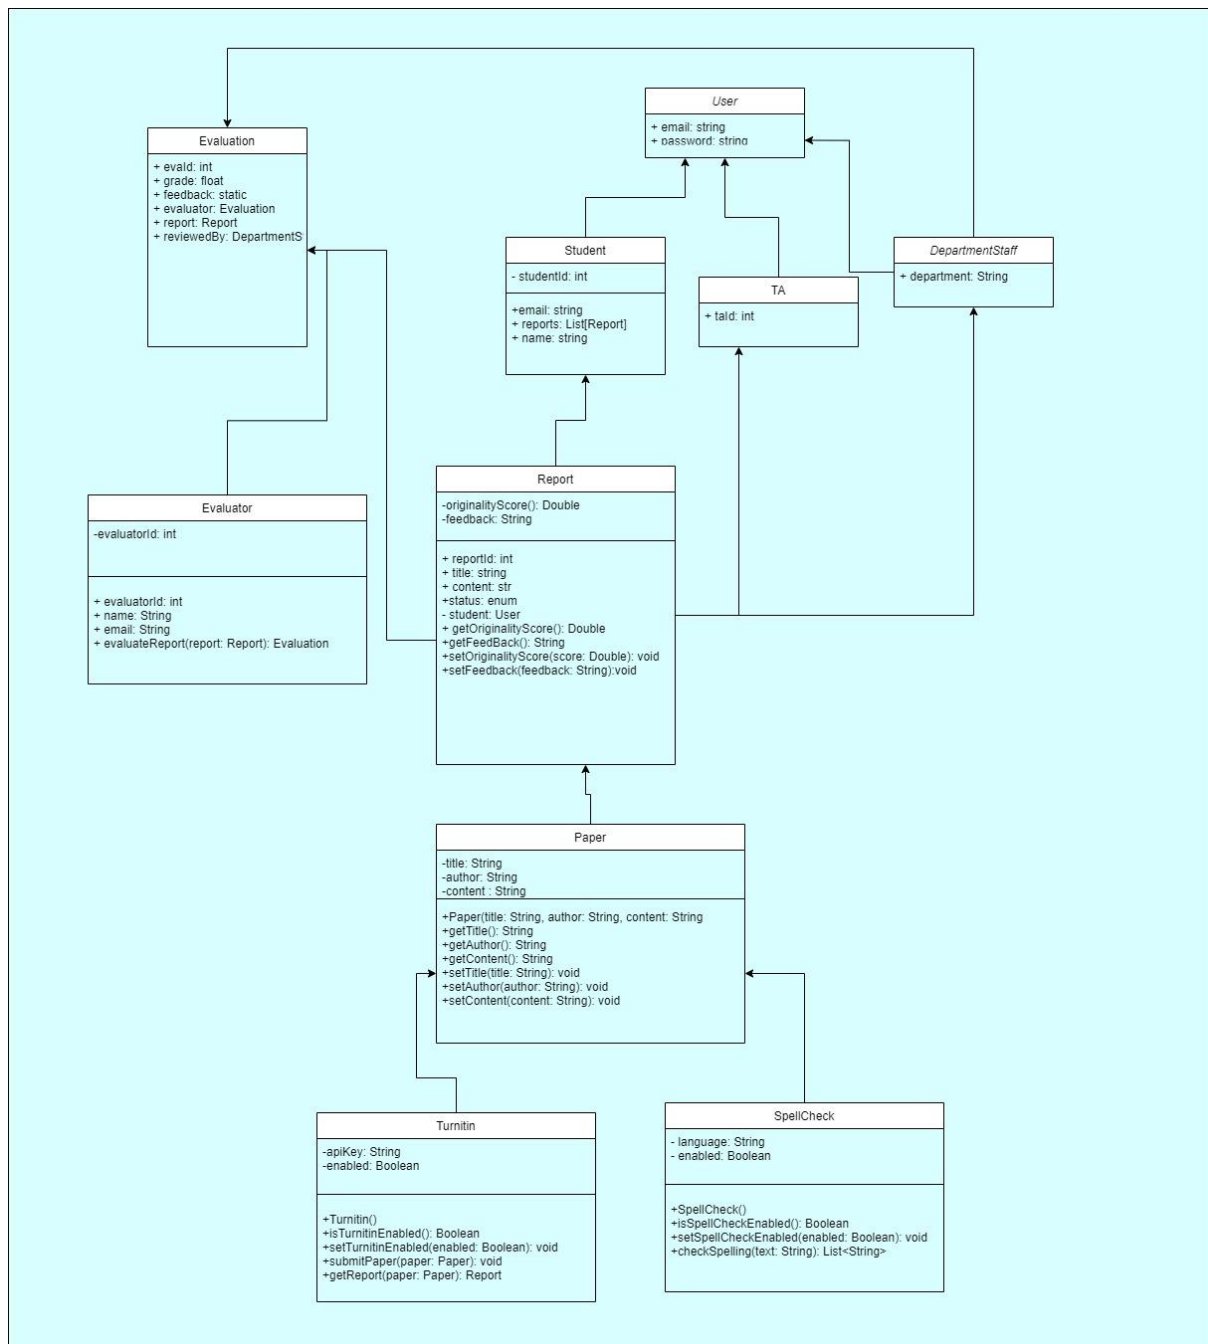 User
+ email: string
+ password: string
Evaluation
+ evaId: int
+ grade: float
+ feedback: static
+ evaluator: Evaluation
+ report: Report
+ reviewedBy: DepartmentS
Student
- studentId: int
+email: string
+ reports: List[Report]
+ name: string
TA
+ taId: int
DepartmentStaff
+ department: String
Evaluator
-evaluatorId: int
+ evaluatorId: int
+ name: String
+ email: String
+ evaluateReport(report: Report): Evaluation
Report
-originalityScore(): Double
-feedback: String
+ reportId: int
+ title: string
+ content: str
+status: enum
- student: User
+ getOriginalityScore(): Double
+getFeedBack(): String
+setOriginalityScore(score: Double): void
+setFeedback(feedback: String):void
Paper
-title: String
-author: String
-content : String
+Paper(title: String, author: String, content: String
+getTitle(): String
+getAuthor(): String
+getContent(): String
+setTitle(title: String): void
+setAuthor(author: String): void
+setContent(content: String): void
Turnitin
-apiKey: String
-enabled: Boolean
+Turnitin()
+isTurnitinEnabled(): Boolean
+setTurnitinEnabled(enabled: Boolean): void
+submitPaper(paper: Paper): void
+getReport(paper: Paper): Report
SpellCheck
- language: String
- enabled: Boolean
+SpellCheck()
+isSpellCheckEnabled(): Boolean
+setSpellCheckEnabled(enabled: Boolean): void
+checkSpelling(text: String): List<String>